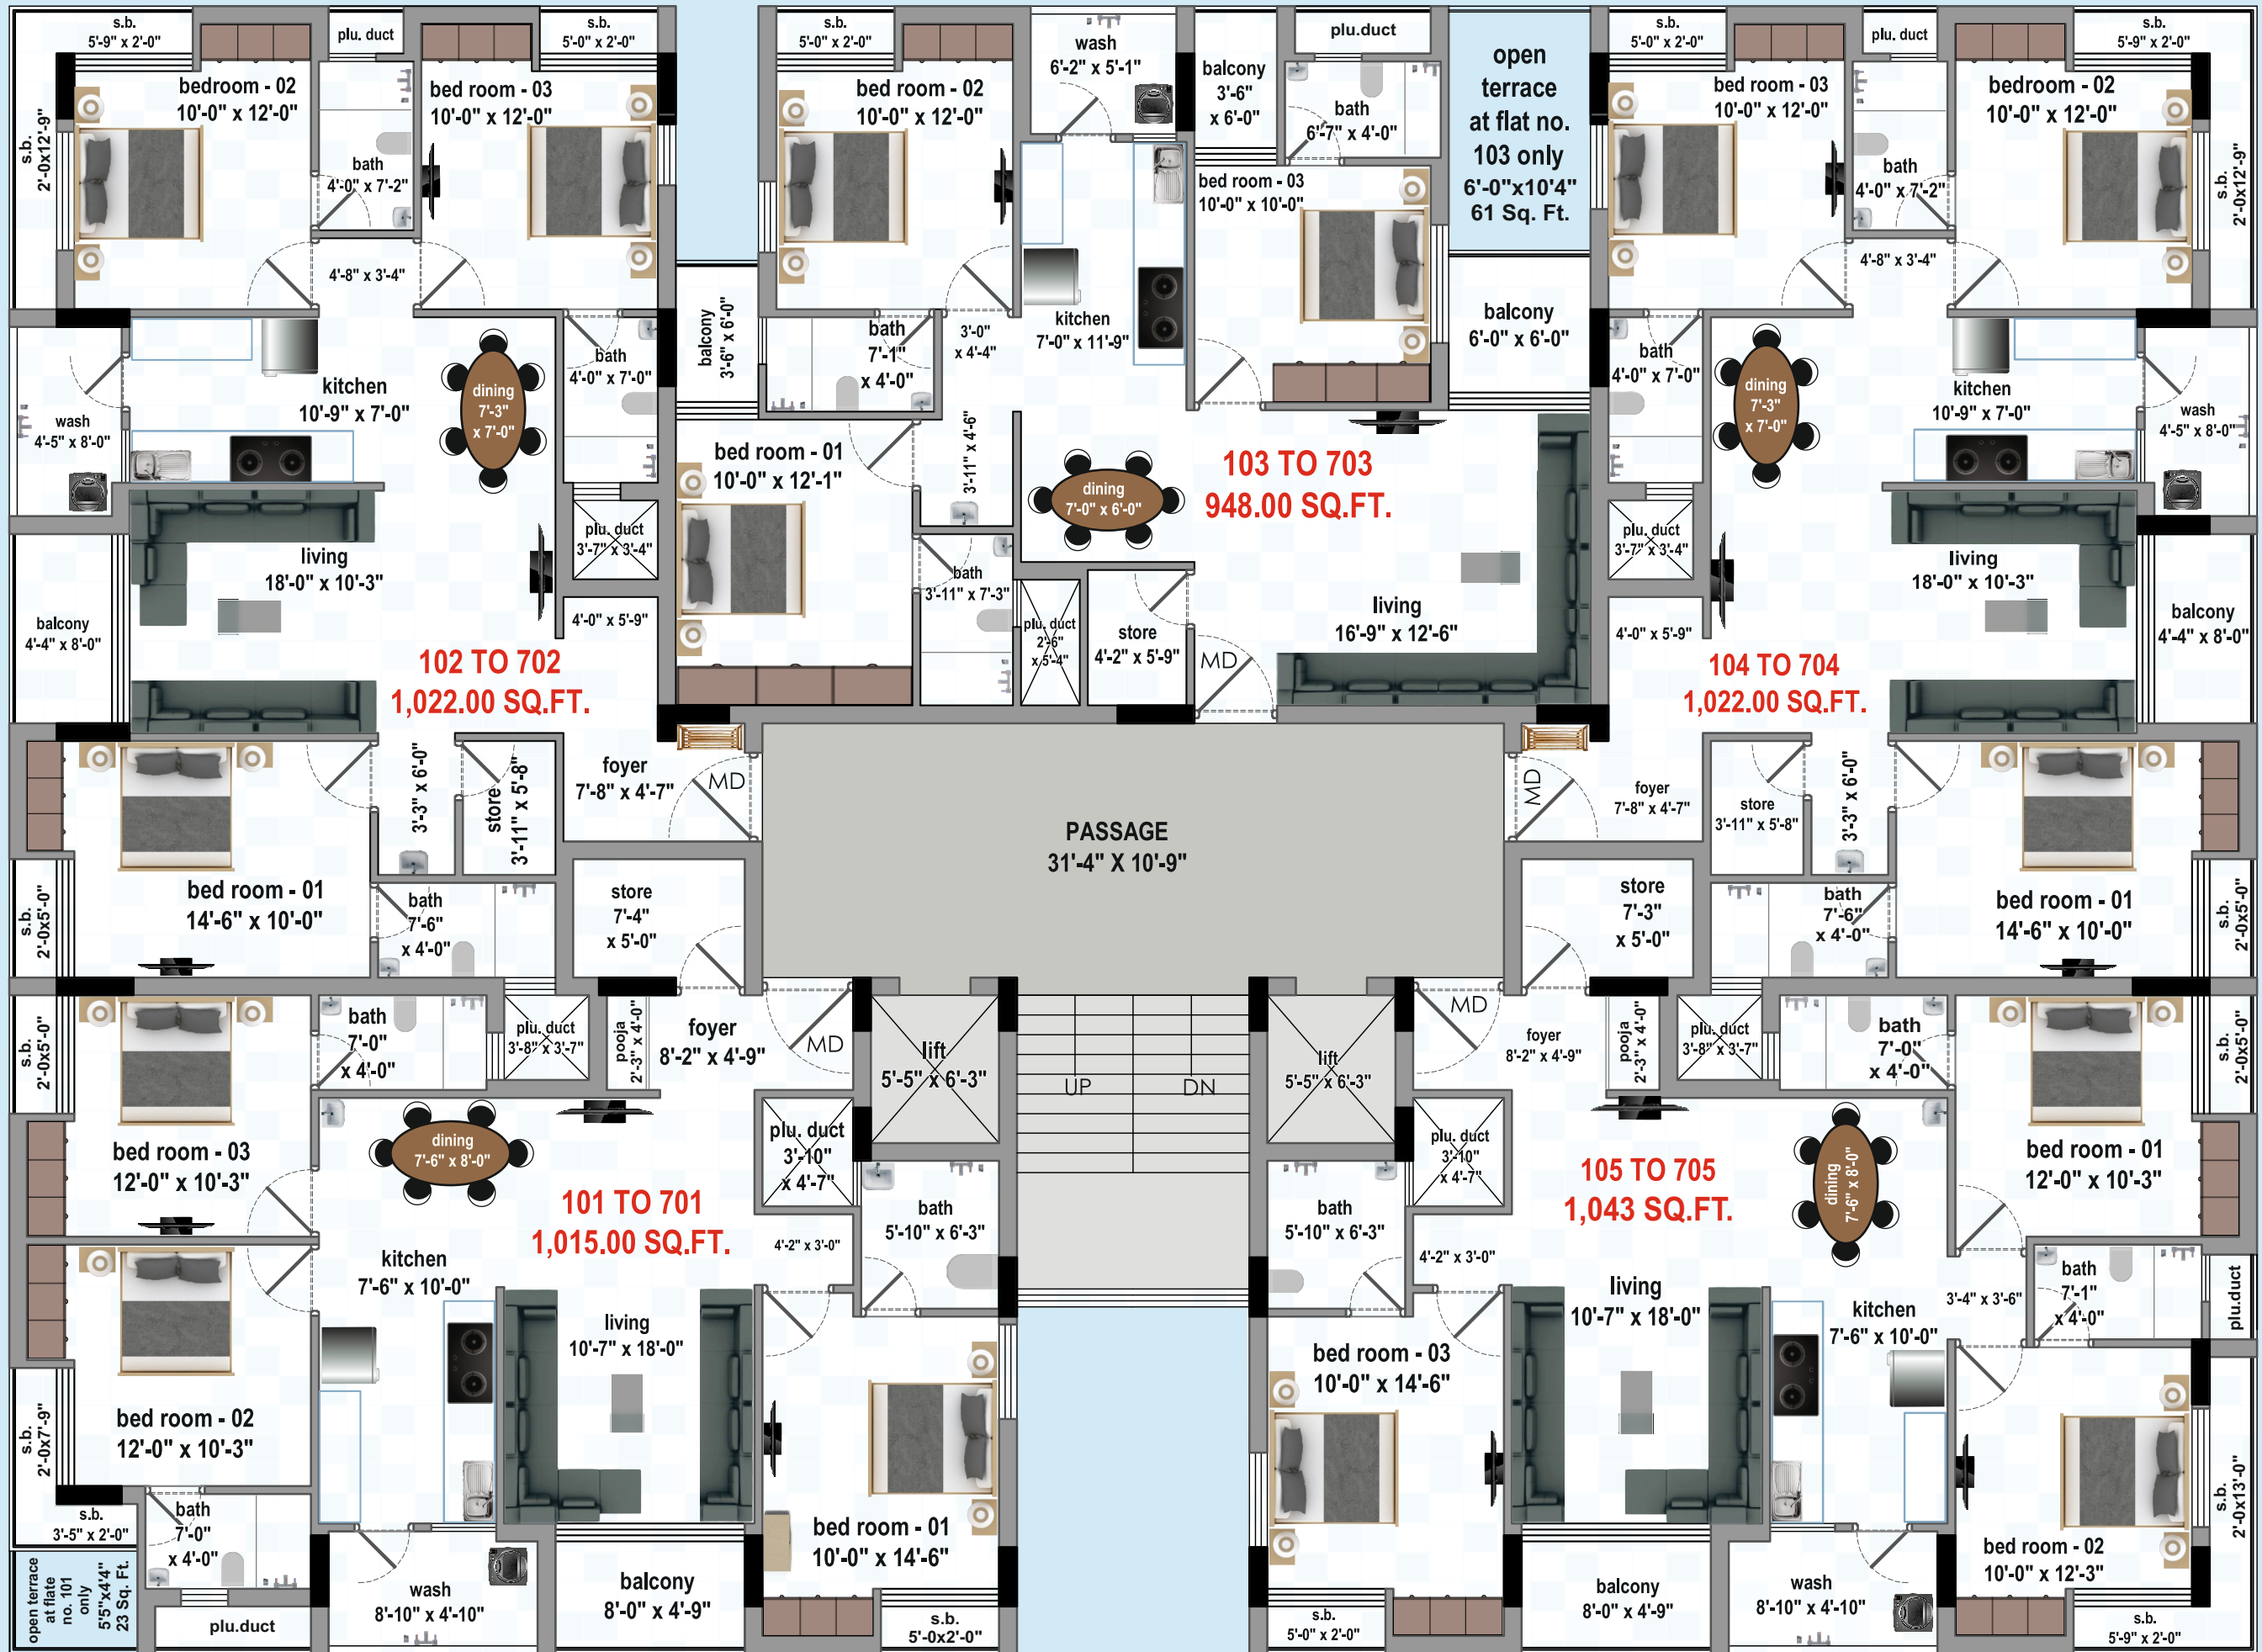 s.b.
5'-9" x 2'-0"
plu. duct
s.b.
5'-0" x 2'-0"
bedroom - 02
10'-0" x 12'-0"
bed room - 03
10'-0" x 12'-0"
s.b.
2'-0x12'-9"
bath
4'-0" x 7'-2"
4'-8" x 3'-4"
kitchen
10'-9" x 7'-0"
dining
7'-3"
x 7'-0"
bath
4'-0" x 7'-0"
wash
4'-5" x 8'-0"
plu. duct
3'-7" x 3'-4"
living
18'-0" x 10'-3"
balcony
4'-4" x 8'-0"
4'-0" x 5'-9"
102 TO 702
1,022.00 SQ.FT.
3'-3" x 6'-0"
store
3'-11" x 5'-8"
foyer
7'-8" x 4'-7"
MD
bed room - 01
14'-6" x 10'-0"
s.b.
2'-0x5'-0"
bath
7'-6"
x 4'-0"
s.b.
5'-0" x 2'-0"
bed room - 02
10'-0" x 12'-0"
wash
6'-2" x 5'-1"
balcony
3'-6"
x 6'-0"
plu.duct
bath
6'-7" x 4'-0"
open
terrace
at flat no.
103 only
6'-0"x10'4"
61 Sq. Ft.
bed room - 03
10'-0" x 10'-0"
balcony
3'-6" x 6'-0"
bath
7'-1"
x 4'-0"
3'-0"
x 4'-4"
kitchen
7'-0" x 11'-9"
balcony
6'-0" x 6'-0"
bed room - 01
10'-0" x 12'-1"
3'-11" x 4'-6"
dining
7'-0" x 6'-0"
103 TO 703
948.00 SQ.FT.
bath
3'-11" x 7'-3"
plu. duct
2'-6"
x 5'-4"
store
4'-2" x 5'-9"
MD
living
16'-9" x 12'-6"
s.b.
5'-0" x 2'-0"
plu. duct
s.b.
5'-9" x 2'-0"
bed room - 03
10'-0" x 12'-0"
bedroom - 02
10'-0" x 12'-0"
bath
4'-0" x 7'-2"
s.b.
2'-0x12'-9"
4'-8" x 3'-4"
bath
4'-0" x 7'-0"
dining
7'-3"
x 7'-0"
kitchen
10'-9" x 7'-0"
wash
4'-5" x 8'-0"
plu. duct
3'-7" x 3'-4"
living
18'-0" x 10'-3"
balcony
4'-4" x 8'-0"
4'-0" x 5'-9"
104 TO 704
1,022.00 SQ.FT.
MD
foyer
7'-8" x 4'-7"
store
3'-11" x 5'-8"
3'-3" x 6'-0"
bed room - 01
14'-6" x 10'-0"
s.b.
2'-0x5'-0"
bath
7'-6"
x 4'-0"
PASSAGE
31'-4" X 10'-9"
store
7'-4"
x 5'-0"
s.b.
2'-0x5'-0"
bath
7'-0"
x 4'-0"
plu. duct
3'-8" x 3'-7"
pooja
2'-3" x 4'-0"
foyer
8'-2" x 4'-9"
MD
lift
5'-5" x 6'-3"
UP
DN
bed room - 03
12'-0" x 10'-3"
dining
7'-6" x 8'-0"
plu. duct
3'-10"
x 4'-7"
101 TO 701
1,015.00 SQ.FT.
bath
5'-10" x 6'-3"
4'-2" x 3'-0"
kitchen
7'-6" x 10'-0"
living
10'-7" x 18'-0"
bed room - 02
12'-0" x 10'-3"
s.b.
2'-0x7'-9"
s.b.
3'-5" x 2'-0"
bath
7'-0"
x 4'-0"
bed room - 01
10'-0" x 14'-6"
open terrace
at flate
no. 101
only
5'5"x4'4"
23 Sq. Ft.
plu.duct
wash
8'-10" x 4'-10"
balcony
8'-0" x 4'-9"
s.b.
5'-0x2'-0"
store
7'-3"
x 5'-0"
lift
5'-5" x 6'-3"
MD
foyer
8'-2" x 4'-9"
pooja
2'-3" x 4'-0"
plu. duct
3'-8" x 3'-7"
bath
7'-0"
x 4'-0"
s.b.
2'-0x5'-0"
plu. duct
3'-10"
x 4'-7"
105 TO 705
1,043 SQ.FT.
dining
7'-6" x 8'-0"
bed room - 01
12'-0" x 10'-3"
bath
5'-10" x 6'-3"
4'-2" x 3'-0"
living
10'-7" x 18'-0"
kitchen
7'-6" x 10'-0"
3'-4" x 3'-6"
bath
7'-1"
x 4'-0"
plu.duct
bed room - 03
10'-0" x 14'-6"
s.b.
2'-0x13'-0"
bed room - 02
10'-0" x 12'-3"
s.b.
5'-0" x 2'-0"
balcony
8'-0" x 4'-9"
wash
8'-10" x 4'-10"
s.b.
5'-9" x 2'-0"